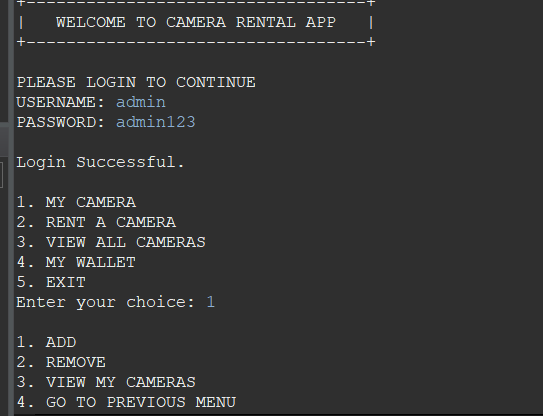 +----------------------------------+
|   WELCOME TO CAMERA RENTAL APP   |
+----------------------------------+
PLEASE LOGIN TO CONTINUE
USERNAME: admin
PASSWORD: admin123
Login Successful.
1. MY CAMERA
2. RENT A CAMERA
3. VIEW ALL CAMERAS
4. MY WALLET
5. EXIT
Enter your choice: 1
1. ADD
2. REMOVE
3. VIEW MY CAMERAS
4. GO TO PREVIOUS MENU